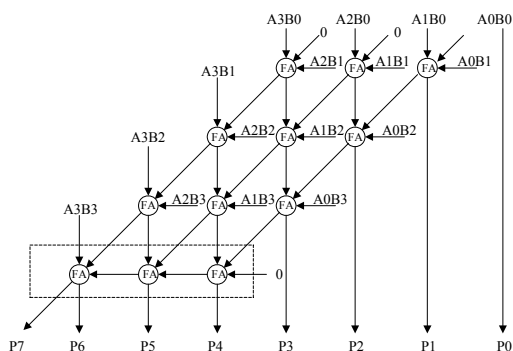 A3B0 A2B0 A1B0 A0B0
0 0
FA A2B1 FA A1B1 FA A0B1
A3B1
FA A2B2 FA A1B2 FA A0B2
A3B2
FA A2B3 FA A1B3 FA A0B3
A3B3
FA FA FA 0
P7 P6 P5 P4 P3 P2 P1 P0